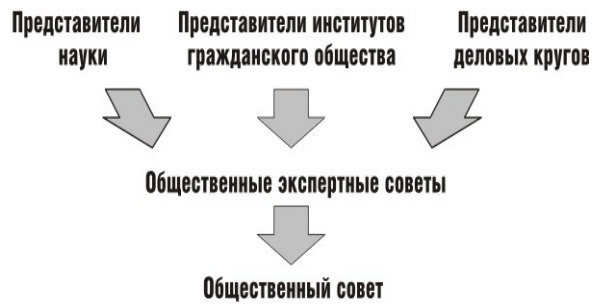 Представители
науки
Представители институтов
гражданского общества
Представители
деловых кругов
Общественные экспертные советы
Общественный совет